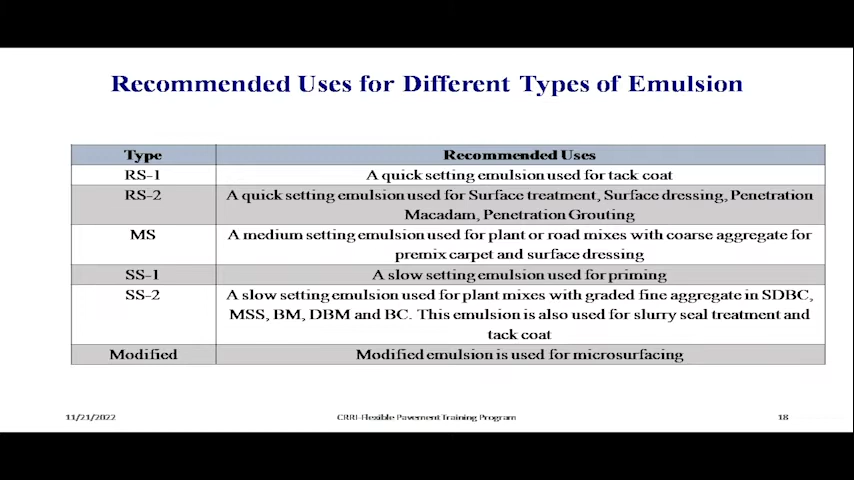 Recommended Uses for Different Types of Emulsion
Type Recommended Uses
RS-1 A quick setting emulsion used for tack coat
RS-2 A quick setting emulsion used for Surface treatment, Surface dressing, Penetration
Macadam, Penetration Grouting
MS A medium setting emulsion used for plant or road mixes with coarse aggregate for
premix carpet and surface dressing
SS-1 A slow setting emulsion used for priming
SS-2 A slow setting emulsion used for plant mixes with graded fine aggregate in SDBC,
MSS, BM, DBM and BC. This emulsion is also used for slurry seal treatment and
tack coat
Modified Modified emulsion is used for microsurfacing
11/21/2022 CRRI-Flexible Pavement Training Program 18